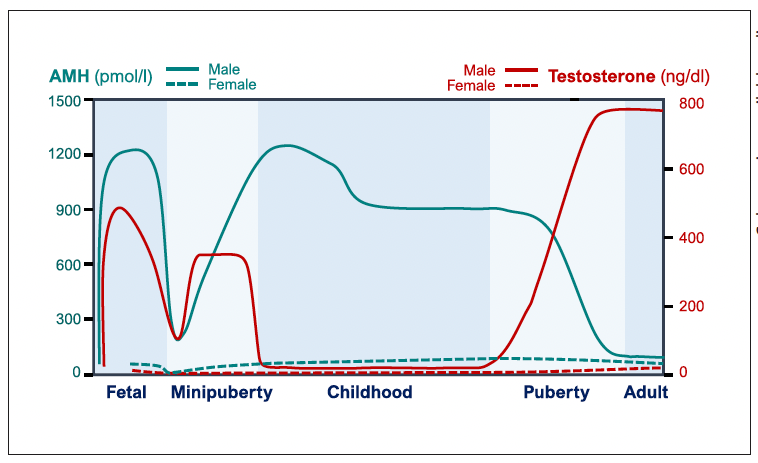 AMH (pmol/l)
Male
Female
Male
Female
Testosterone (ng/dl)
1500
1200
900
600
300
0
800
600
400
200
0
Fetal
Minipuberty
Childhood
Puberty
Adult